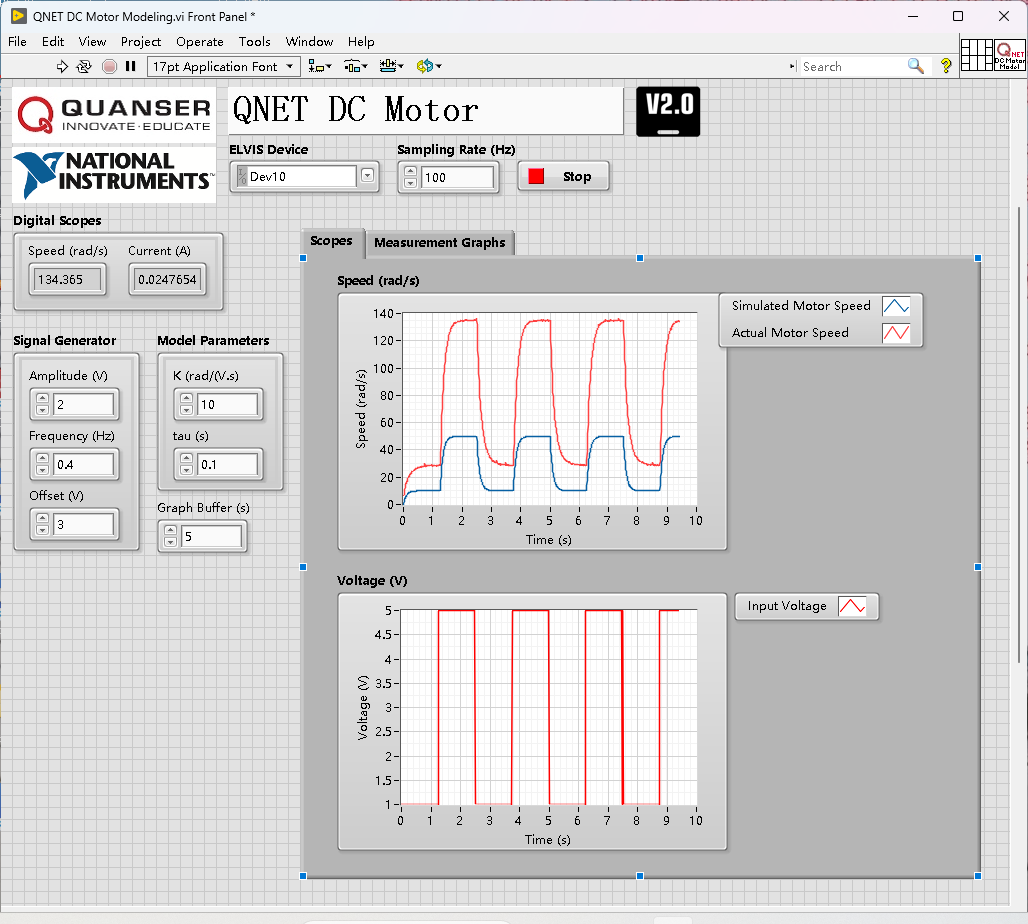 QNET DC Motor Modeling.vi Front Panel *
File Edit View Project Operate Tools Window Help
17pt Application Font
Search
QNET
DC Motor
Model
QUANSER
INNOVATE·EDUCATE
QNET DC Motor
V2.0
NATIONAL
INSTRUMENTS
ELVIS Device
Dev10
Sampling Rate (Hz)
100
Stop
Digital Scopes
Speed (rad/s) Current (A)
134.365 0.0247654
Signal Generator
Amplitude (V)
2
Frequency (Hz)
0.4
Offset (V)
3
Model Parameters
K (rad/(V.s)
10
tau (s)
0.1
Graph Buffer (s)
5
Scopes Measurement Graphs
Speed (rad/s)
Simulated Motor Speed
Actual Motor Speed
Speed (rad/s)
140
120
100
80
60
40
20
0
0 1 2 3 4 5 6 7 8 9 10
Time (s)
Voltage (V)
Input Voltage
Voltage (V)
5
4.5
4
3.5
3
2.5
2
1.5
1
0 1 2 3 4 5 6 7 8 9 10
Time (s)